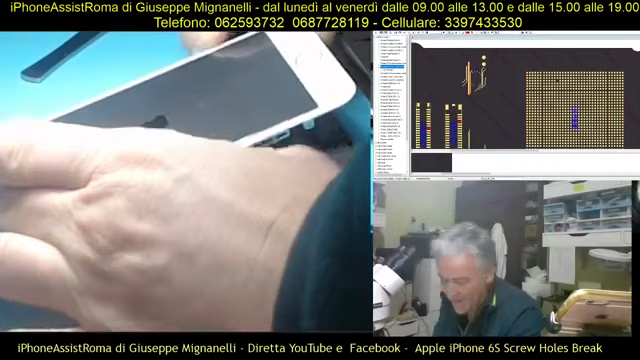 iPhoneAssistRoma di Giuseppe Mignanelli - dal lunedì al venerdì dalle 09.00 alle 13.00 e dalle 15.00 alle 19.00
Telefono: 062593732 0687728119 - Cellulare: 3397433530
iPhoneAssistRoma di Giuseppe Mignanelli - Diretta YouTube e Facebook - Apple iPhone 6S Screw Holes Break